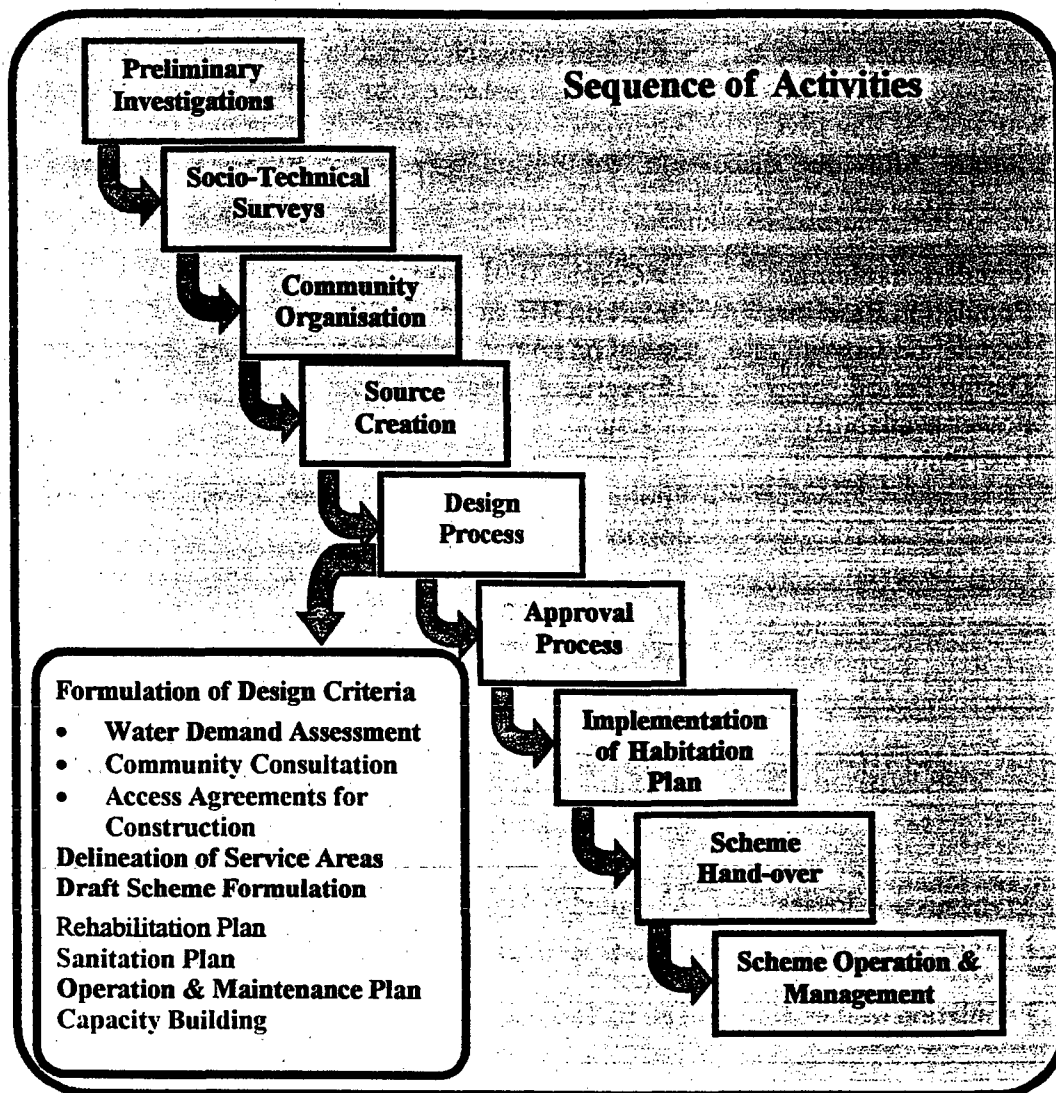 Sequence of Activities
Preliminary
Investigations
Socio-Technical
Surveys
Community
Organisation
Source
Creation
Design
Process
Approval
Process
Implementation
of Habitation
Plan
Scheme
Hand-over
Scheme Operation &
Management
Formulation of Design Criteria
• Water Demand Assessment
• Community Consultation
• Access Agreements for
Construction
Delineation of Service Areas
Draft Scheme Formulation
Rehabilitation Plan
Sanitation Plan
Operation & Maintenance Plan
Capacity Building